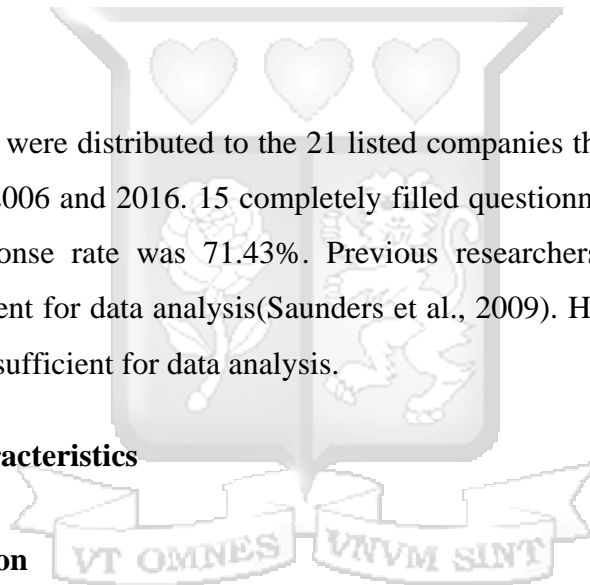 were distributed to the 21 listed companies th
2006 and 2016. 15 completely filled questionn
onse rate was 71.43%. Previous researchers
ent for data analysis(Saunders et al., 2009). H
sufficient for data analysis.
racteristics
on
VT OMNES VNVM SINT